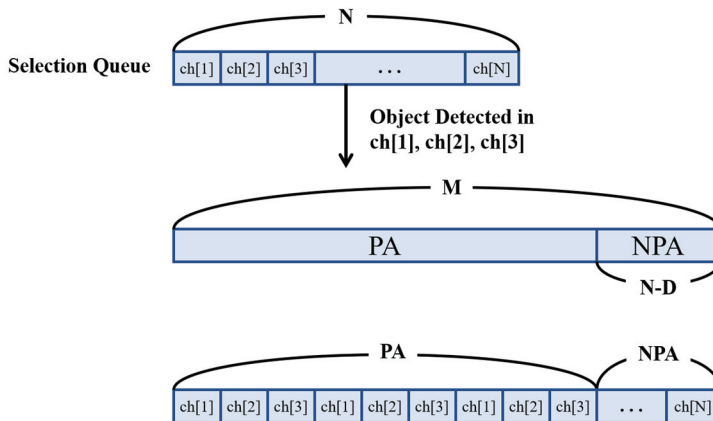 N
Selection Queue
ch[1] ch[2] ch[3] ... ch[N]
Object Detected in
ch[1], ch[2], ch[3]
M
PA NPA
N-D
PA NPA
ch[1] ch[2] ch[3] ch[1] ch[2] ch[3] ch[1] ch[2] ch[3] ... ch[N]